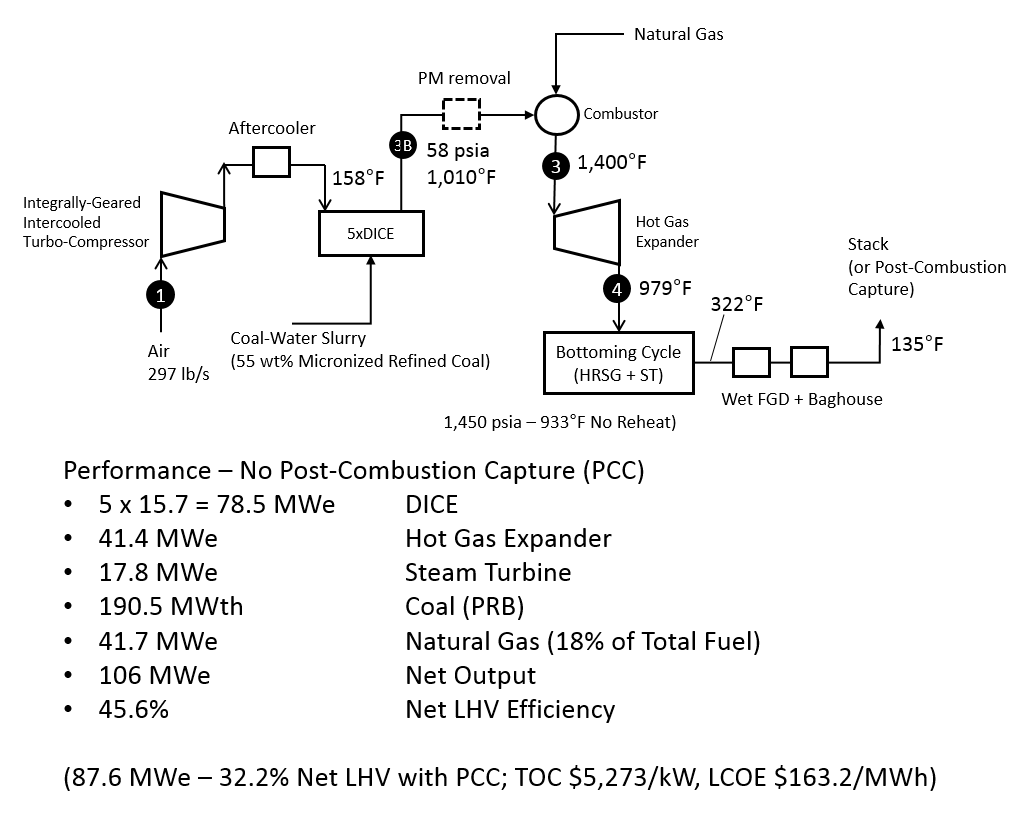 Natural Gas
PM removal
Combustor
Aftercooler
3B
58 psia
1,010°F
3
1,400°F
158°F
Integrally-Geared
Intercooled
Turbo-Compressor
5xDICE
Hot Gas
Expander
Stack
(or Post-Combustion
Capture)
1
4
979°F
322°F
Air
297 lb/s
Coal-Water Slurry
(55 wt% Micronized Refined Coal)
Bottoming Cycle
(HRSG + ST)
135°F
Wet FGD + Baghouse
1,450 psia – 933°F No Reheat)
Performance – No Post-Combustion Capture (PCC)
• 5 x 15.7 = 78.5 MWe DICE
• 41.4 MWe Hot Gas Expander
• 17.8 MWe Steam Turbine
• 190.5 MWth Coal (PRB)
• 41.7 MWe Natural Gas (18% of Total Fuel)
• 106 MWe Net Output
• 45.6% Net LHV Efficiency
(87.6 MWe – 32.2% Net LHV with PCC; TOC $5,273/kW, LCOE $163.2/MWh)